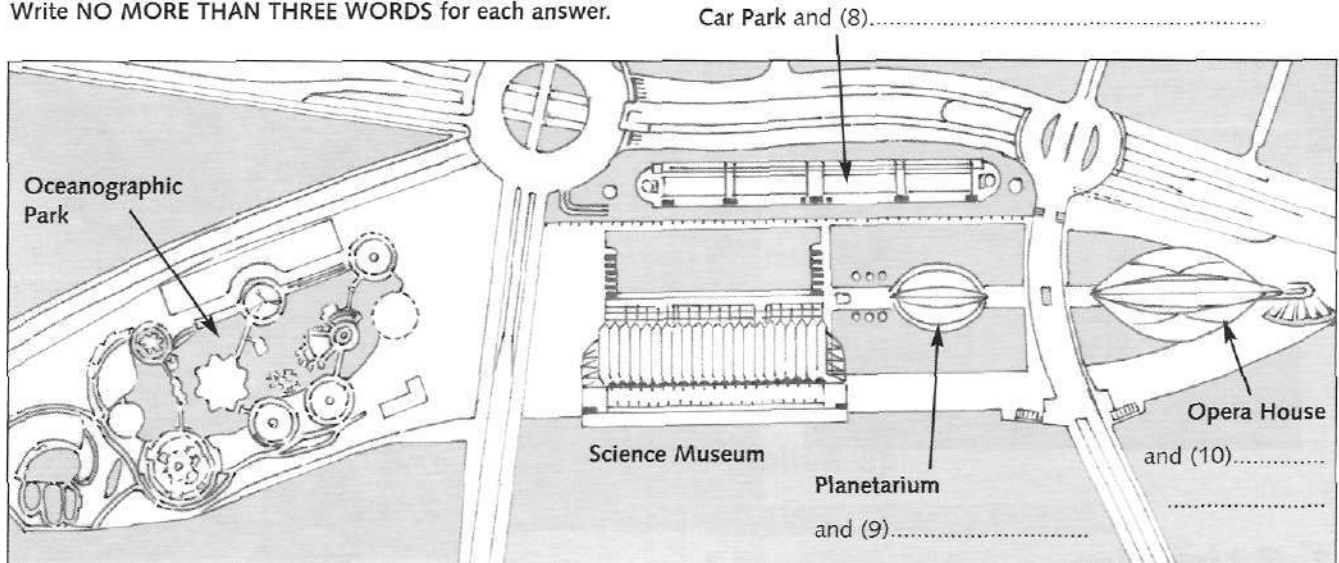 Write NO MORE THAN THREE WORDS for each answer.
Car Park and (8)..........................................................................................
Oceanographic
Park
Science Museum
Planetarium
and (9).............................................
Opera House
and (10).....................
..............................